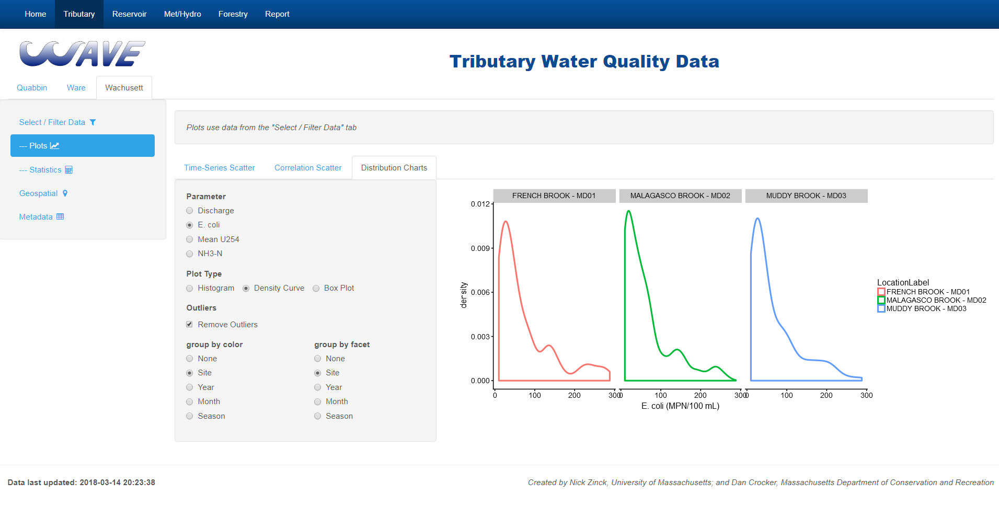 Home Tributary Reservoir Met/Hydro Forestry Report
WAVE
Tributary Water Quality Data
Quabbin Ware Wachusett
Select / Filter Data
--- Plots
--- Statistics
Geospatial
Metadata
Plots use data from the "Select / Filter Data" tab
Time-Series Scatter Correlation Scatter Distribution Charts
Parameter
Discharge
E. coli
Mean U254
NH3-N
Plot Type
Histogram Density Curve Box Plot
Outliers
Remove Outliers
group by color
None
Site
Year
Month
Season
group by facet
None
Site
Year
Month
Season
FRENCH BROOK - MD01 MALAGASCO BROOK - MD02 MUDDY BROOK - MD03
0.012
0.009
0.006
0.003
0.000
density
0 100 200 300 0 100 200 300 0 100 200 300
E. coli (MPN/100 mL)
LocationLabel
FRENCH BROOK - MD01
MALAGASCO BROOK - MD02
MUDDY BROOK - MD03
Data last updated: 2018-03-14 20:23:38
Created by Nick Zinck, University of Massachusetts; and Dan Crocker, Massachusetts Department of Conservation and Recreation